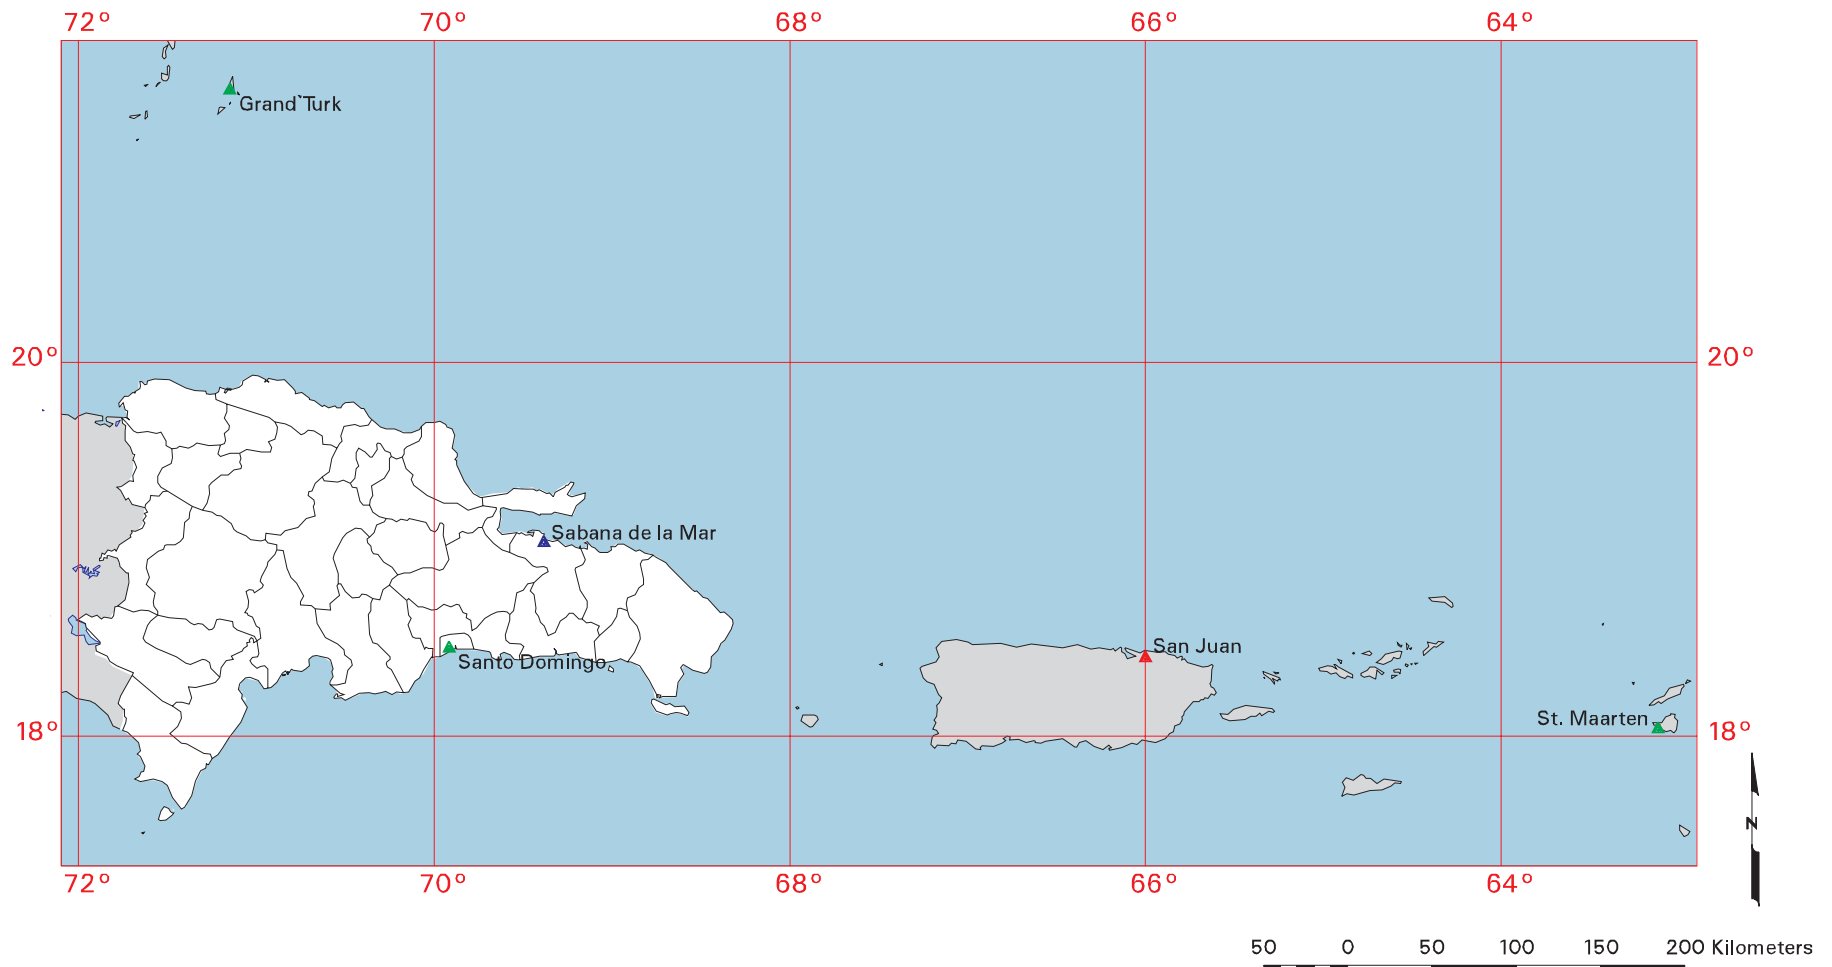 72° 70° 68° 66° 64°
Grand Turk
20° 20°
Sabana de la Mar
San Juan
Santo Domingo
St. Maarten
18° 18°
N
72° 70° 68° 66° 64°
50 0 50 100 150 200 Kilometers